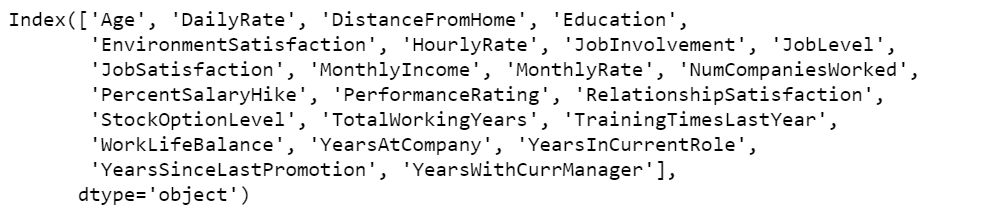 Index(['Age', 'DailyRate', 'DistanceFromHome', 'Education',
'EnvironmentSatisfaction', 'HourlyRate', 'JobInvolvement', 'JobLevel',
'JobSatisfaction', 'MonthlyIncome', 'MonthlyRate', 'NumCompaniesWorked',
'PercentSalaryHike', 'PerformanceRating', 'RelationshipSatisfaction',
'StockOptionLevel', 'TotalWorkingYears', 'TrainingTimesLastYear',
'WorkLifeBalance', 'YearsAtCompany', 'YearsInCurrentRole',
'YearsSinceLastPromotion', 'YearsWithCurrManager'],
dtype='object')